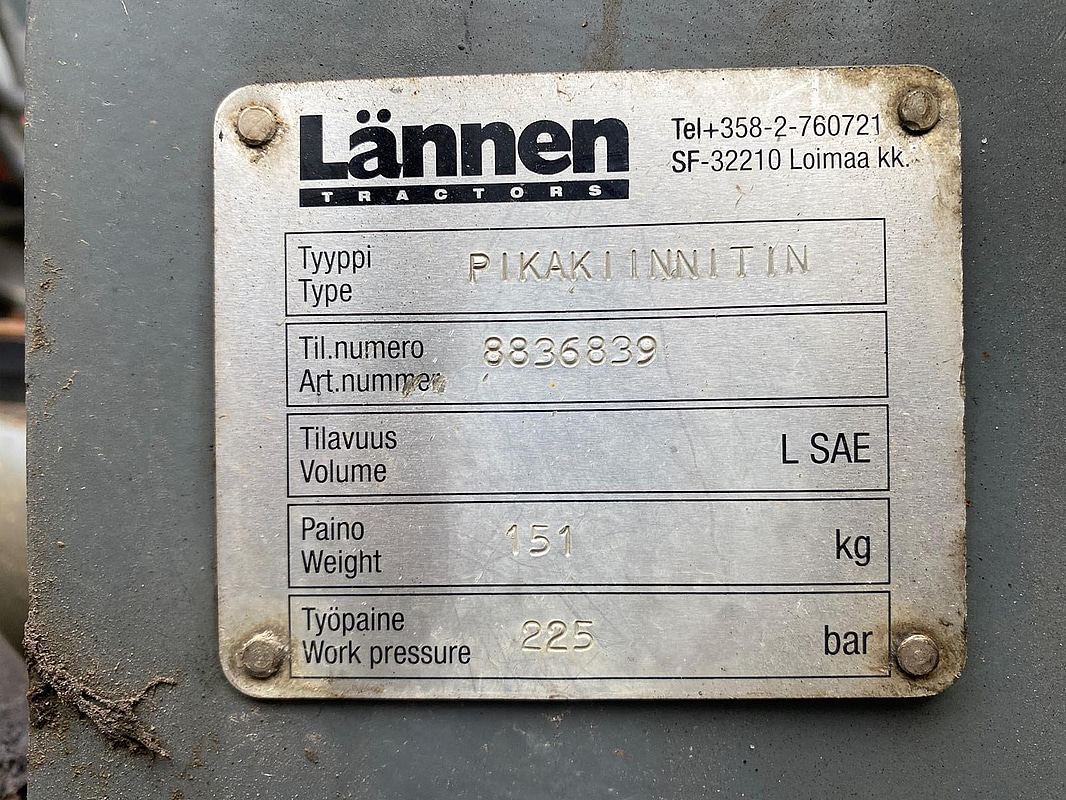 Lännen
TRACTORS
Tel+358-2-760721
SF-32210 Loimaa kk.
Tyyppi
Type
PIKAKIINNITIN
Til.numero
Art.nummer
8836839
Tilavuus
Volume
L SAE
Paino
Weight
151
kg
Työpaine
Work pressure
225
bar